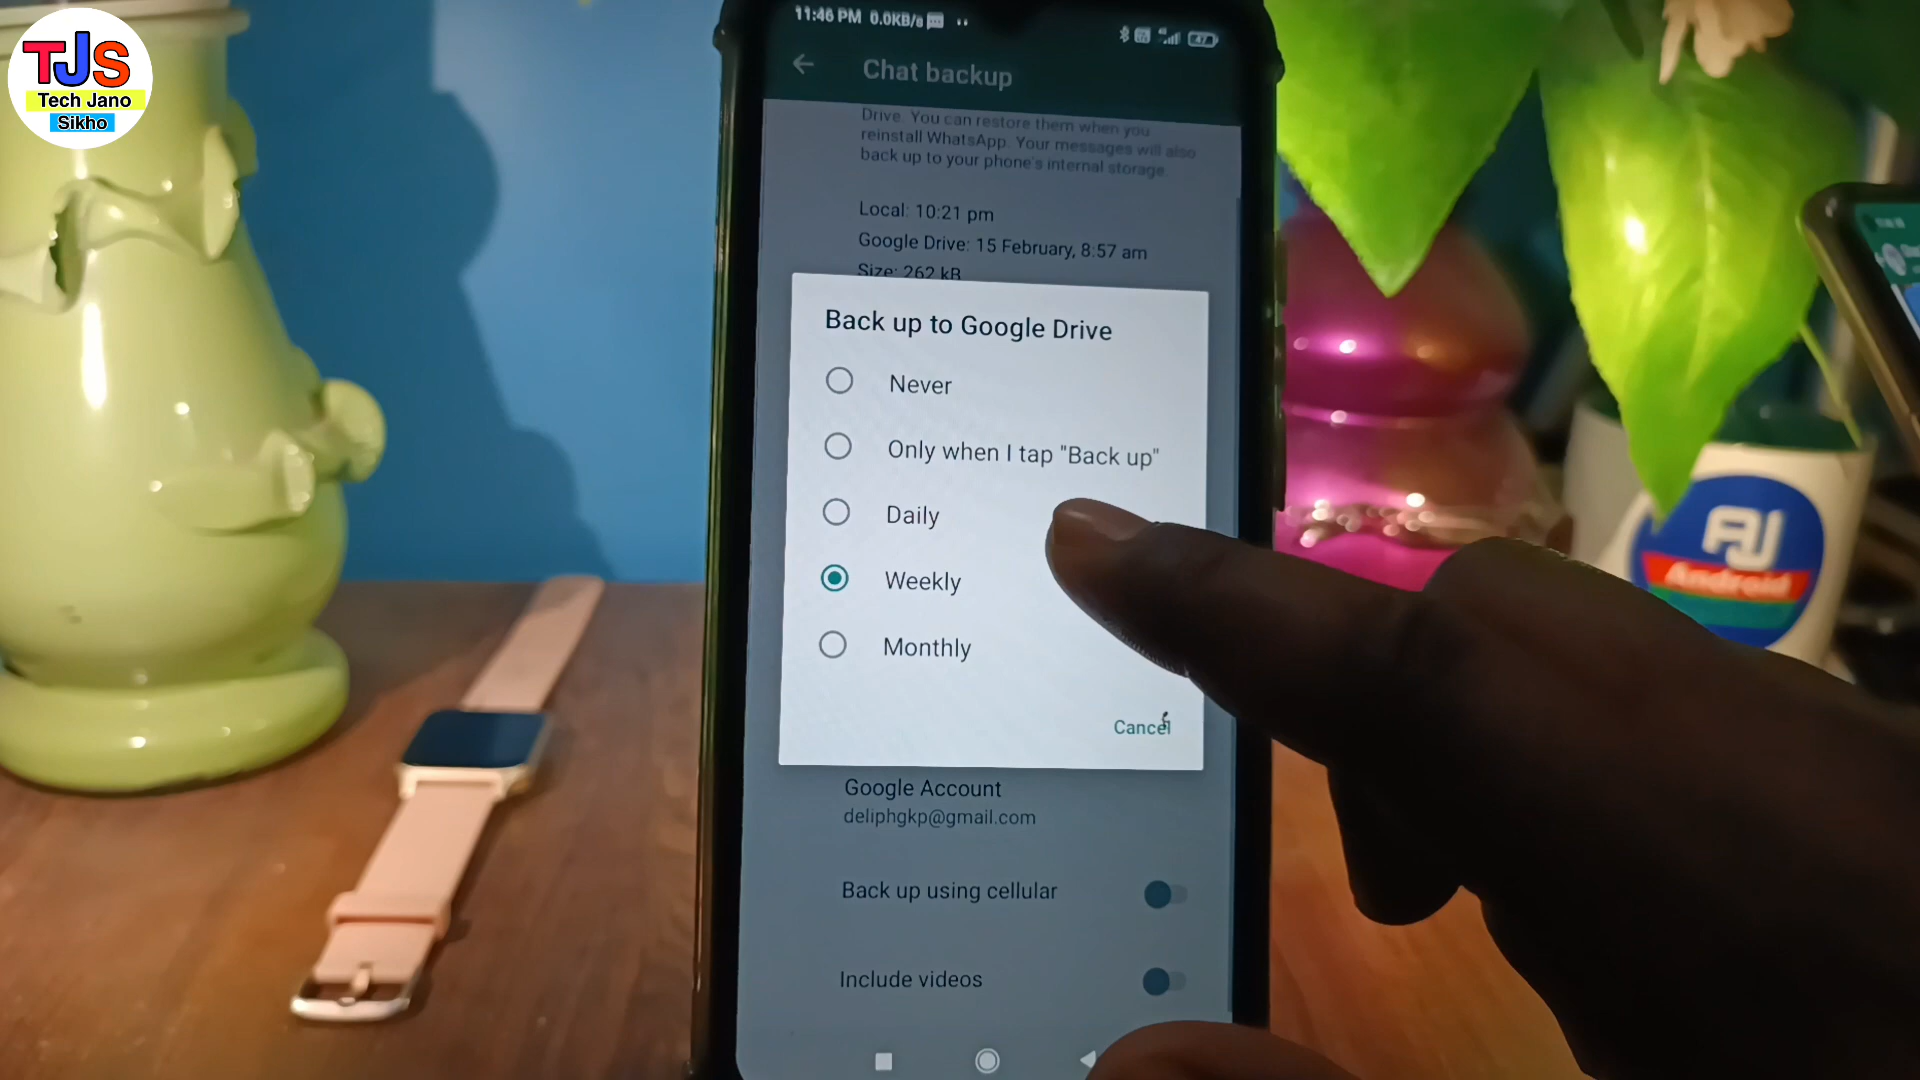 TJS
Tech Jano
Sikho
11:46 PM 0.0KB/s
Chat backup
Drive. You can restore them when you
reinstall WhatsApp. Your messages will also
back up to your phone's internal storage.
Local: 10:21 pm
Google Drive: 15 February, 8:57 am
Size: 262 kB
Back up to Google Drive
Never
Only when I tap "Back up"
Daily
Weekly
Monthly
Cancel
Google Account
deliphgkp@gmail.com
Back up using cellular
Include videos
AJ
Android